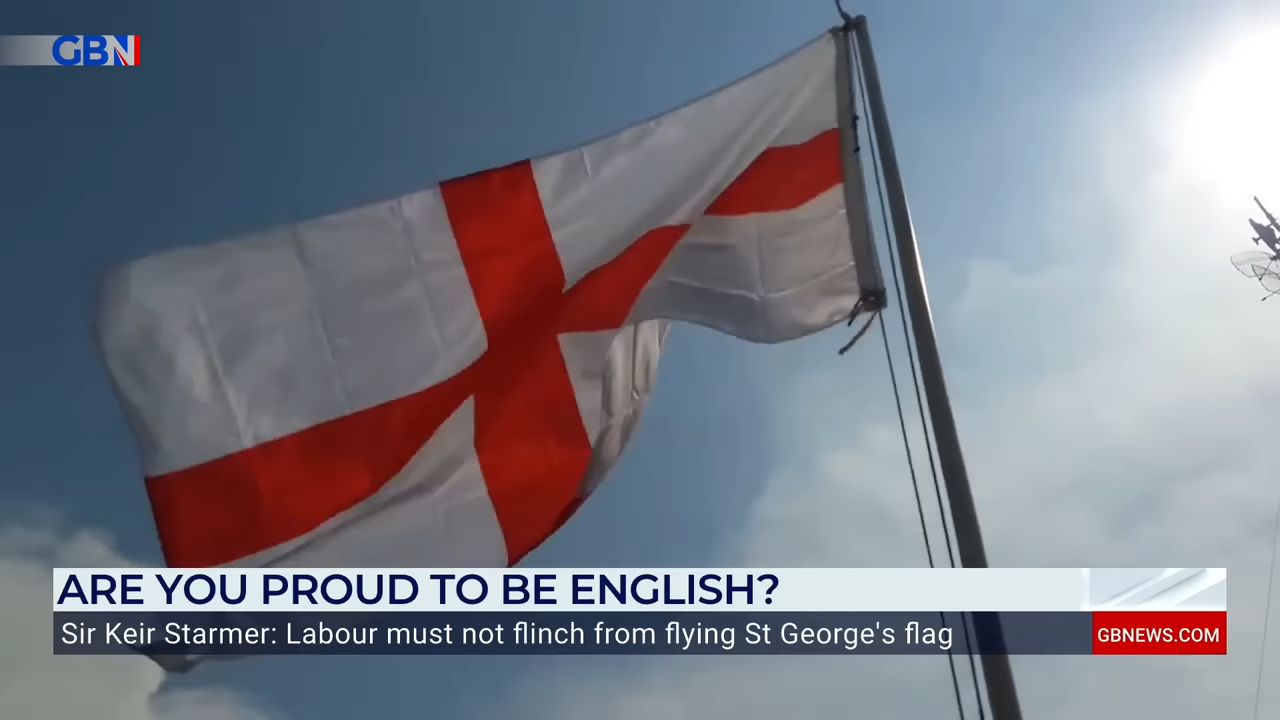 GBN
ARE YOU PROUD TO BE ENGLISH?
Sir Keir Starmer: Labour must not flinch from flying St George's flag
GBNEWS.COM